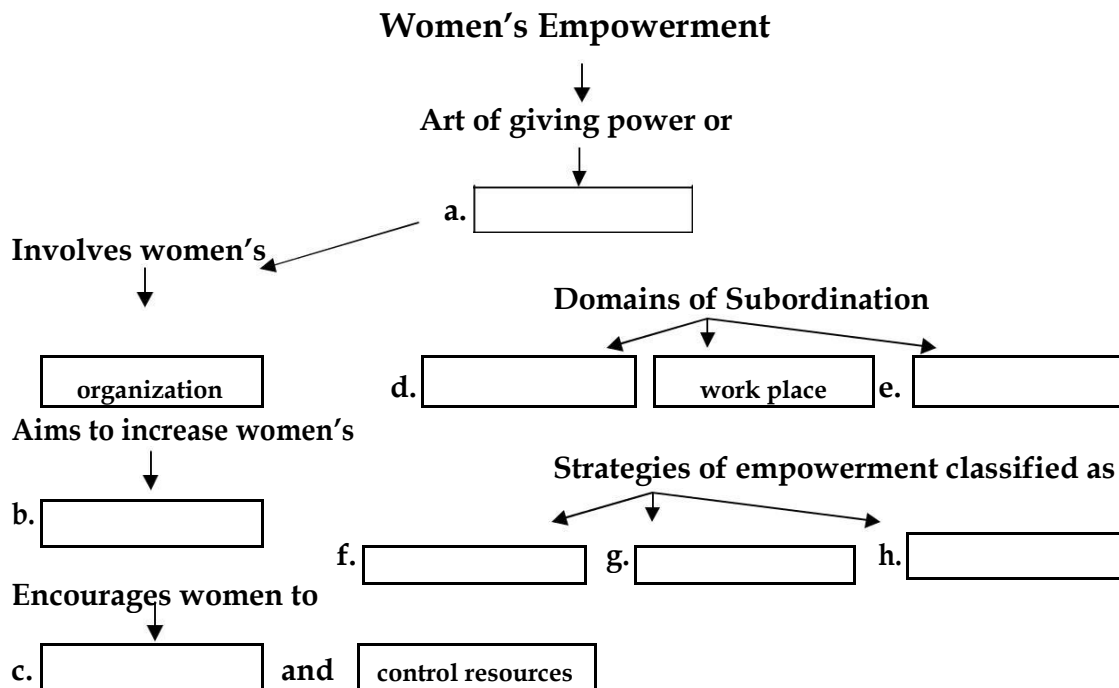 Women’s Empowerment
Art of giving power or
a.
Involves women’s
Domains of Subordination
organization
d.
work place
e.
Aims to increase women’s
Strategies of empowerment classified as
b.
f.
g.
h.
Encourages women to
c.
and
control resources